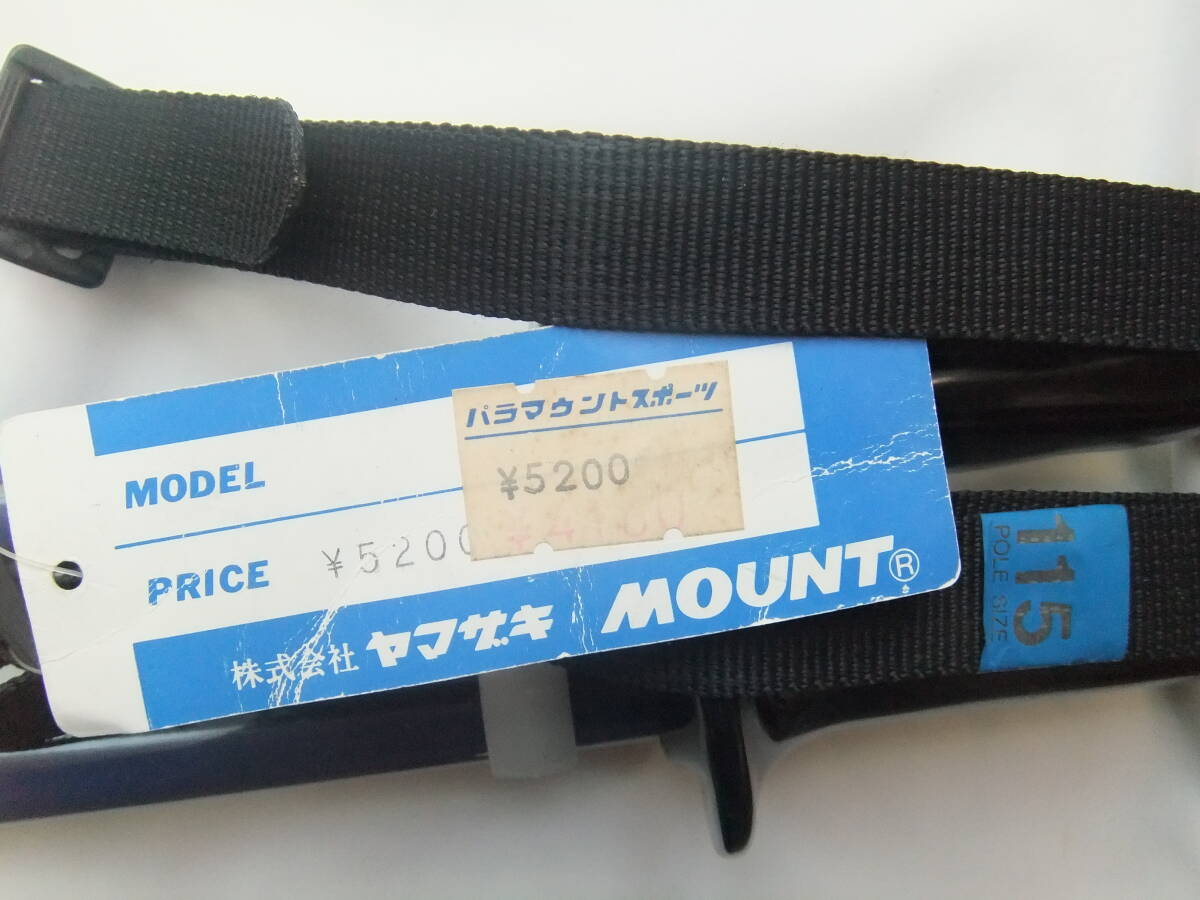 パラマウントスポーツ
¥5200
MODEL
PRICE ¥5200
株式会社 ヤマザキ MOUNT®
115
POLE SIZE